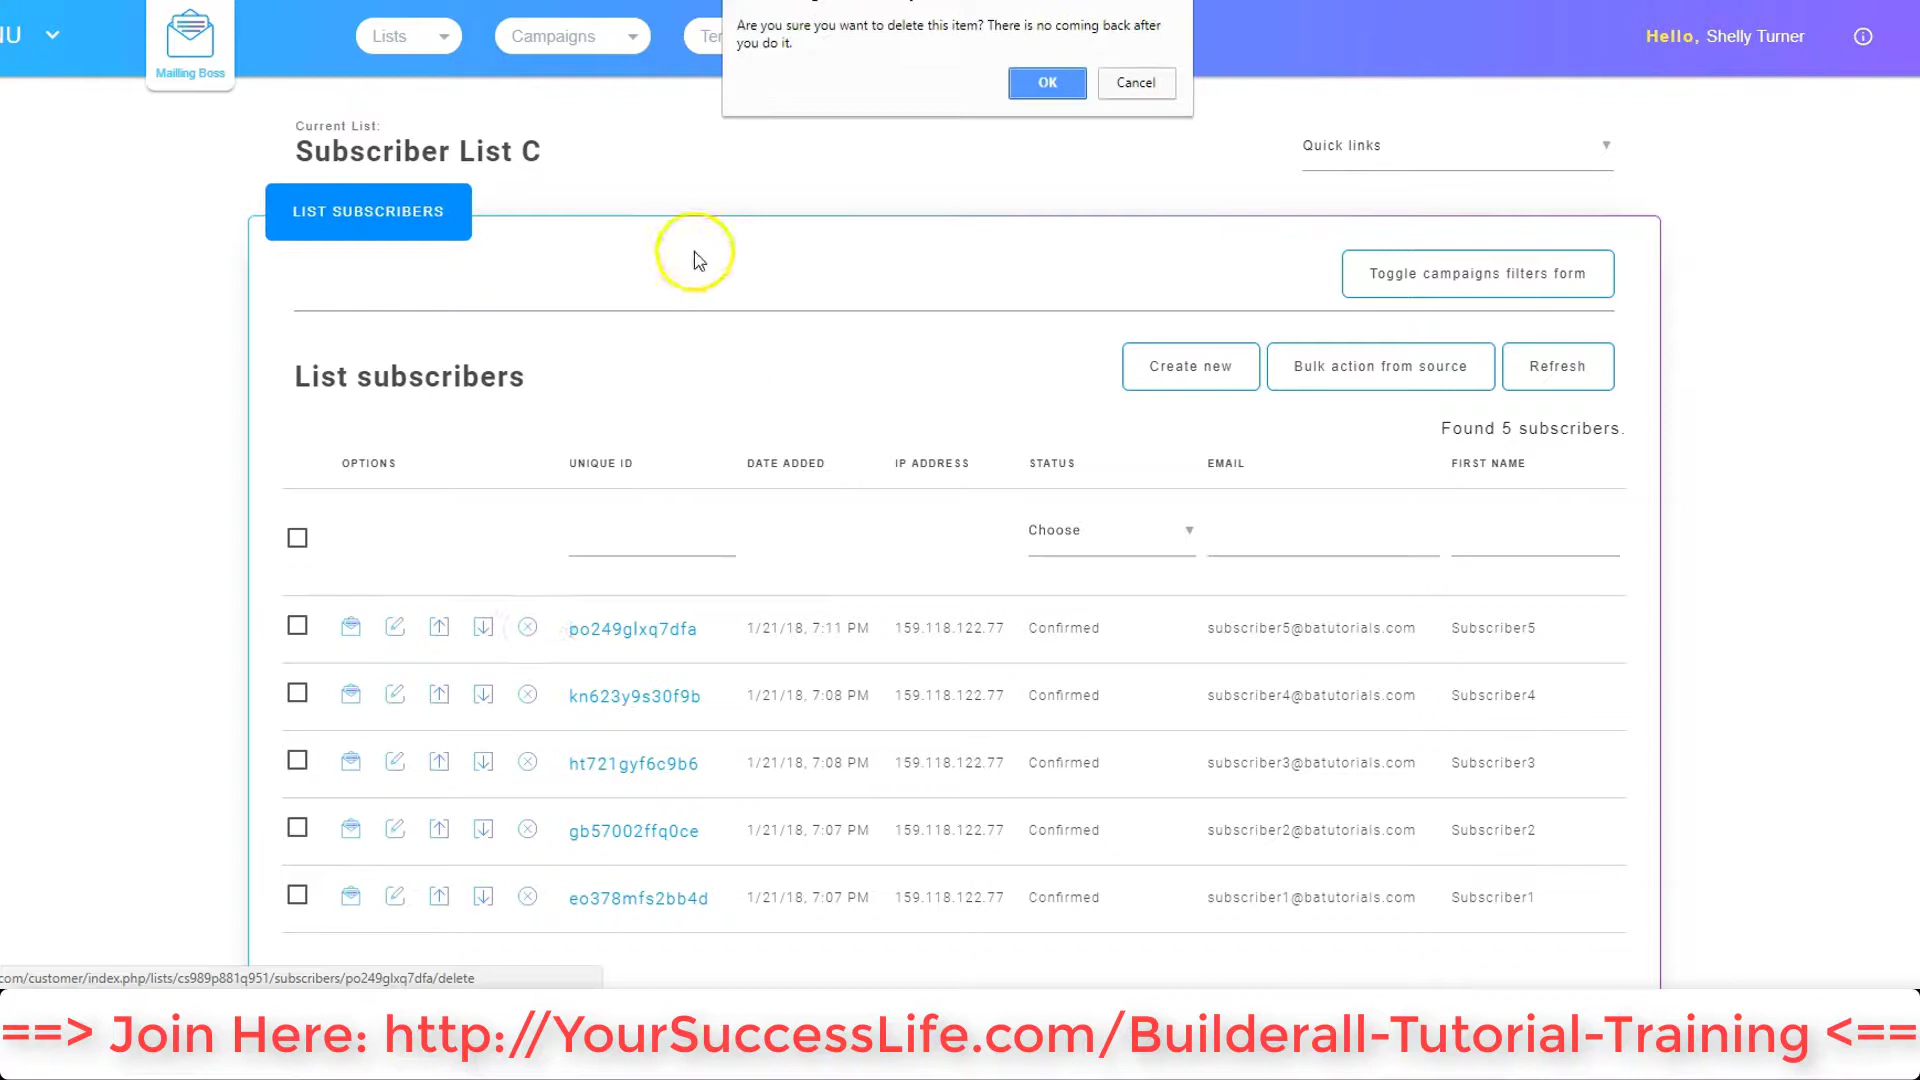 NU
Mailling Boss
Lists
Campaigns
Are you sure you want to delete this item? There is no coming back after
you do it.
OK
Cancel
Hello, Shelly Turner
Current List:
Subscriber List C
Quick links
LIST SUBSCRIBERS
Toggle campaigns filters form
List subscribers
Create new
Bulk action from source
Refresh
Found 5 subscribers.
OPTIONS UNIQUE ID DATE ADDED IP ADDRESS STATUS EMAIL FIRST NAME
Choose
po249glxq7dfa 1/21/18, 7:11 PM 159.118.122.77 Confirmed subscriber5@batutorials.com Subscriber5
kn623y9s30f9b 1/21/18, 7:08 PM 159.118.122.77 Confirmed subscriber4@batutorials.com Subscriber4
ht721gyf6c9b6 1/21/18, 7:08 PM 159.118.122.77 Confirmed subscriber3@batutorials.com Subscriber3
gb57002ffq0ce 1/21/18, 7:07 PM 159.118.122.77 Confirmed subscriber2@batutorials.com Subscriber2
eo378mfs2bb4d 1/21/18, 7:07 PM 159.118.122.77 Confirmed subscriber1@batutorials.com Subscriber1
com/customer/index.php/lists/cs989p881q951/subscribers/po249glxq7dfa/delete
==> Join Here: http://YourSuccessLife.com/Builderall-Tutorial-Training <==